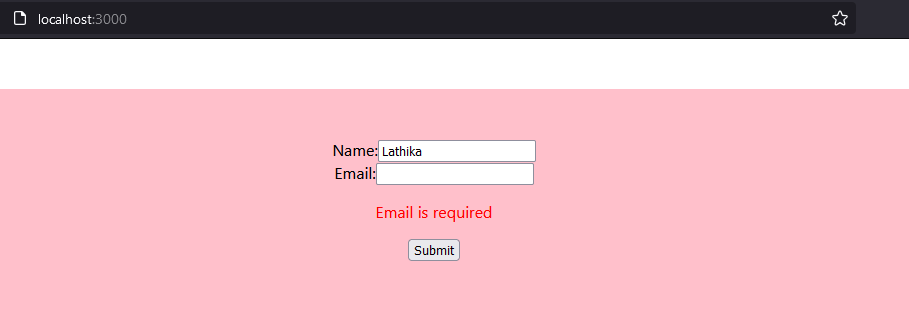 localhost:3000
Name:Lathika
Email:
Email is required
Submit